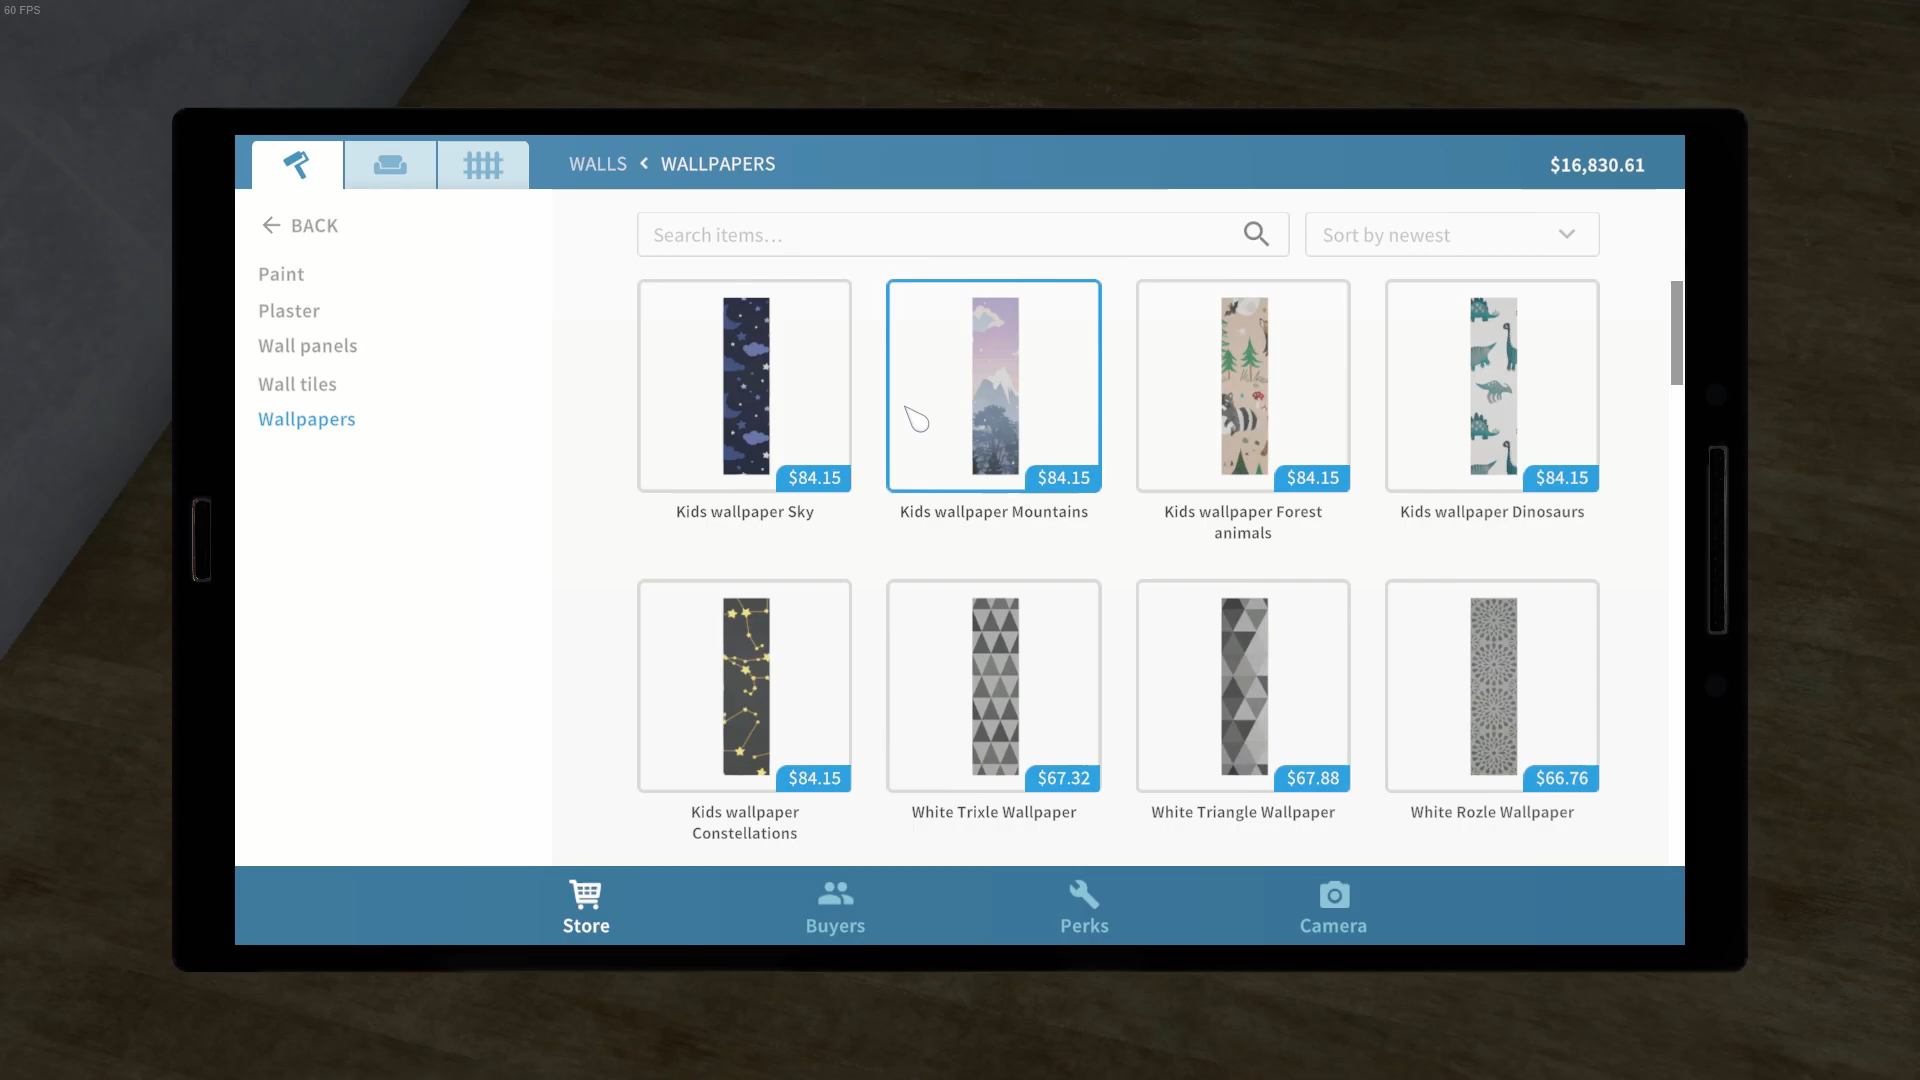 60 FPS
WALLS < WALLPAPERS
$16,830.61
BACK
Paint
Plaster
Wall panels
Wall tiles
Wallpapers
Search items...
Sort by newest
$84.15
$84.15
$84.15
$84.15
Kids wallpaper Sky
Kids wallpaper Mountains
Kids wallpaper Forest
animals
Kids wallpaper Dinosaurs
$84.15
$67.32
$67.88
$66.76
Kids wallpaper
Constellations
White Trixle Wallpaper
White Triangle Wallpaper
White Rozle Wallpaper
Store
Buyers
Perks
Camera